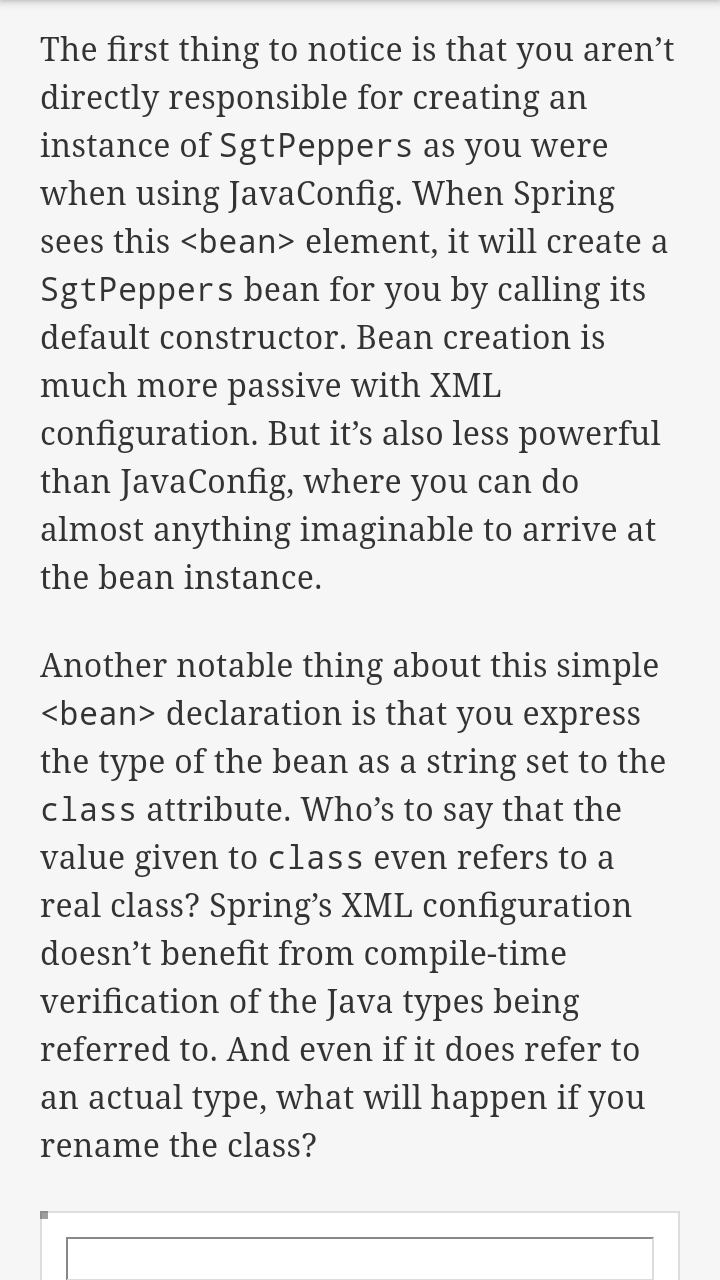 The first thing to notice is that you aren’t
directly responsible for creating an
instance of SgtPeppers as you were
when using JavaConfig. When Spring
sees this <bean> element, it will create a
SgtPeppers bean for you by calling its
default constructor. Bean creation is
much more passive with XML
configuration. But it’s also less powerful
than JavaConfig, where you can do
almost anything imaginable to arrive at
the bean instance.
Another notable thing about this simple
<bean> declaration is that you express
the type of the bean as a string set to the
class attribute. Who’s to say that the
value given to class even refers to a
real class? Spring’s XML configuration
doesn’t benefit from compile-time
verification of the Java types being
referred to. And even if it does refer to
an actual type, what will happen if you
rename the class?